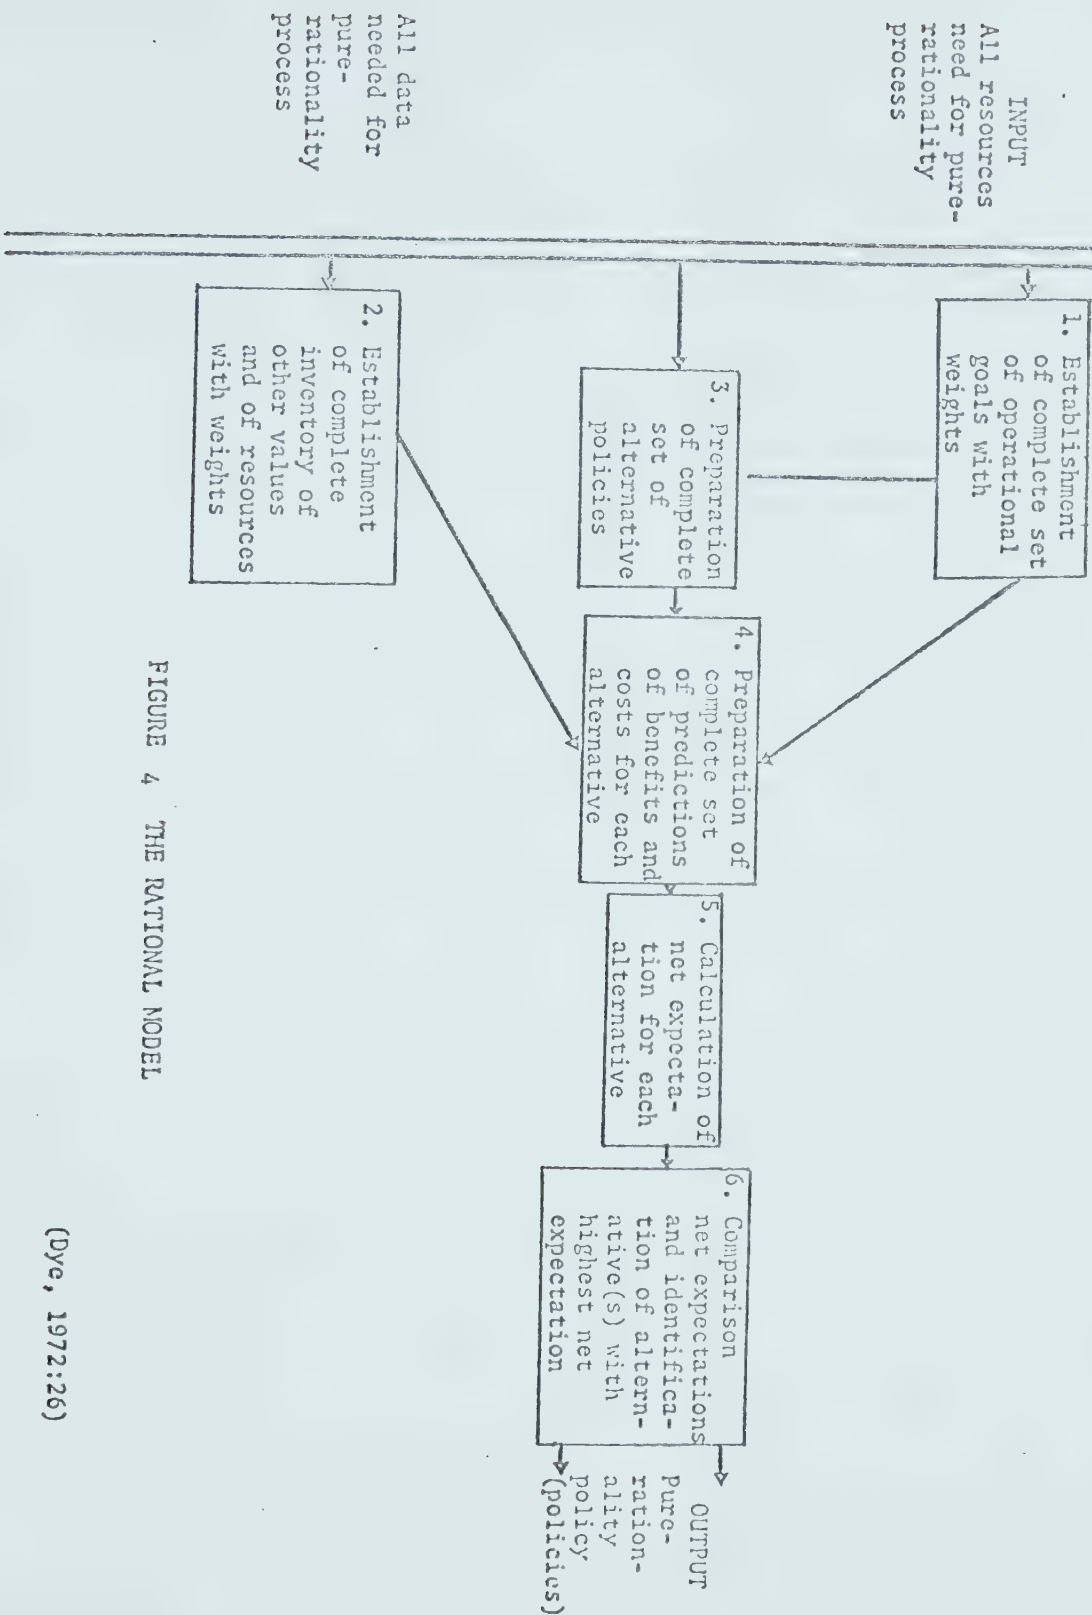 INPUT
All resources
need for pure-
rationality
process
All data
needed for
pure-
rationality
process
1. Establishment
of complete set
of operational
goals with
weights
2. Establishment
of complete
inventory of
other values
and of resources
with weights
3. Preparation
of complete
set of
alternative
policies
4. Preparation of
complete set
of predictions
of benefits and
costs for each
alternative
5. Calculation of
net expecta-
tion for each
alternative
6. Comparison
net expectations
and identifica-
tion of altern-
ative(s) with
highest net
expectation
OUTPUT
Pure-
ration-
ality
policy
(policies)
FIGURE 4 THE RATIONAL MODEL
(Dye, 1972:26)